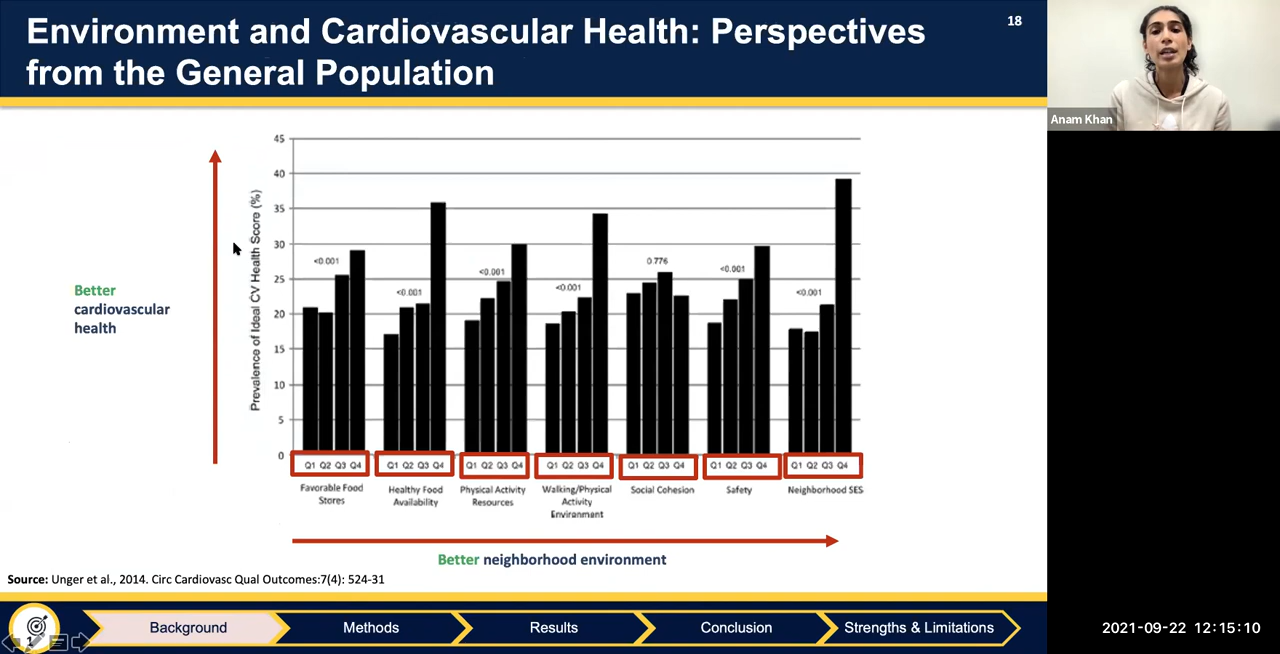 Environment and Cardiovascular Health: Perspectives
from the General Population
18
Anam Khan
Better
cardiovascular
health
Prevalence of Ideal CV Health Score (%)
45
40
35
30
25
20
15
10
5
0
<0.001
<0.001
<0.001
<0.001
0.776
<0.001
<0.001
Q1 Q2 Q3 Q4
Q1 Q2 Q3 Q4
Q1 Q2 Q3 Q4
Q1 Q2 Q3 Q4
Q1 Q2 Q3 Q4
Q1 Q2 Q3 Q4
Q1 Q2 Q3 Q4
Favorable Food
Stores
Healthy Food
Availability
Physical Activity
Resources
Walking/Physical
Activity
Environment
Social Cohesion
Safety
Neighborhood SES
Better neighborhood environment
Source: Unger et al., 2014. Circ Cardiovasc Qual Outcomes:7(4): 524-31
Background
Methods
Results
Conclusion
Strengths & Limitations
2021-09-22 12:15:10